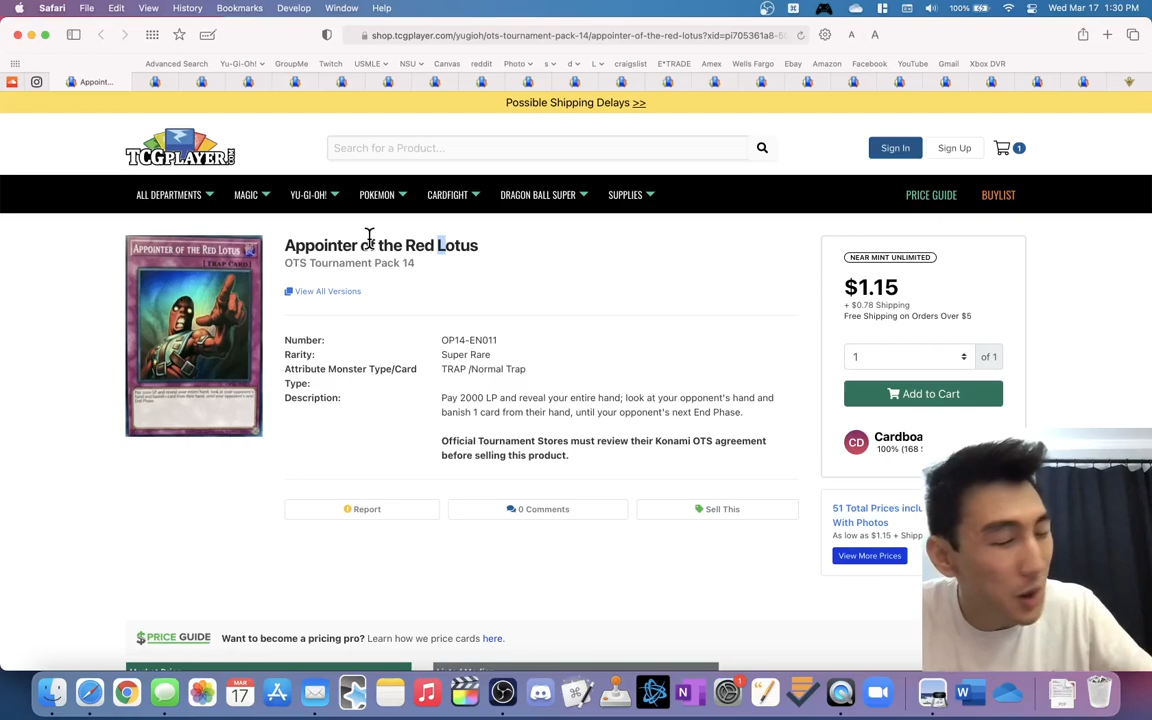 Safari File Edit View History Bookmarks Develop Window Help 100% Wed Mar 17 1:30 PM
shop.tcgplayer.com/yugioh/ots-tournament-pack-14/appointer-of-the-red-lotus?xid=pi705361a8-5 A A
Advanced Search Yu-Gi-Oh! GroupMe Twitch USMLE NSU Canvas reddit Photo s d L craigslist E*TRADE Amex Wells Fargo Ebay Amazon Facebook YouTube Gmail Xbox DVR
Appoint...
Possible Shipping Delays >>
TCGPLAYER.COM
Search for a Product...
Sign In Sign Up 1
ALL DEPARTMENTS MAGIC YU-GI-OH! POKEMON CARDFIGHT DRAGON BALL SUPER SUPPLIES PRICE GUIDE BUYLIST
APPOINTER OF THE RED LOTUS
[TRAP CARD]
Appointer of the Red Lotus
OTS Tournament Pack 14
View All Versions
Number: OP14-EN011
Rarity: Super Rare
Attribute Monster Type/Card TRAP /Normal Trap
Type:
Description: Pay 2000 LP and reveal your entire hand; look at your opponent's hand and
banish 1 card from their hand, until your opponent's next End Phase.
Official Tournament Stores must review their Konami OTS agreement
before selling this product.
Report 0 Comments Sell This
NEAR MINT UNLIMITED
$1.15
+ $0.78 Shipping
Free Shipping on Orders Over $5
1 of 1
Add to Cart
CD Cardboa
100% (168
51 Total Prices inclu
With Photos
As low as $1.15 + Shipp
View More Prices
$PRICE GUIDE Want to become a pricing pro? Learn how we price cards here.
MAR
17
N
1
W